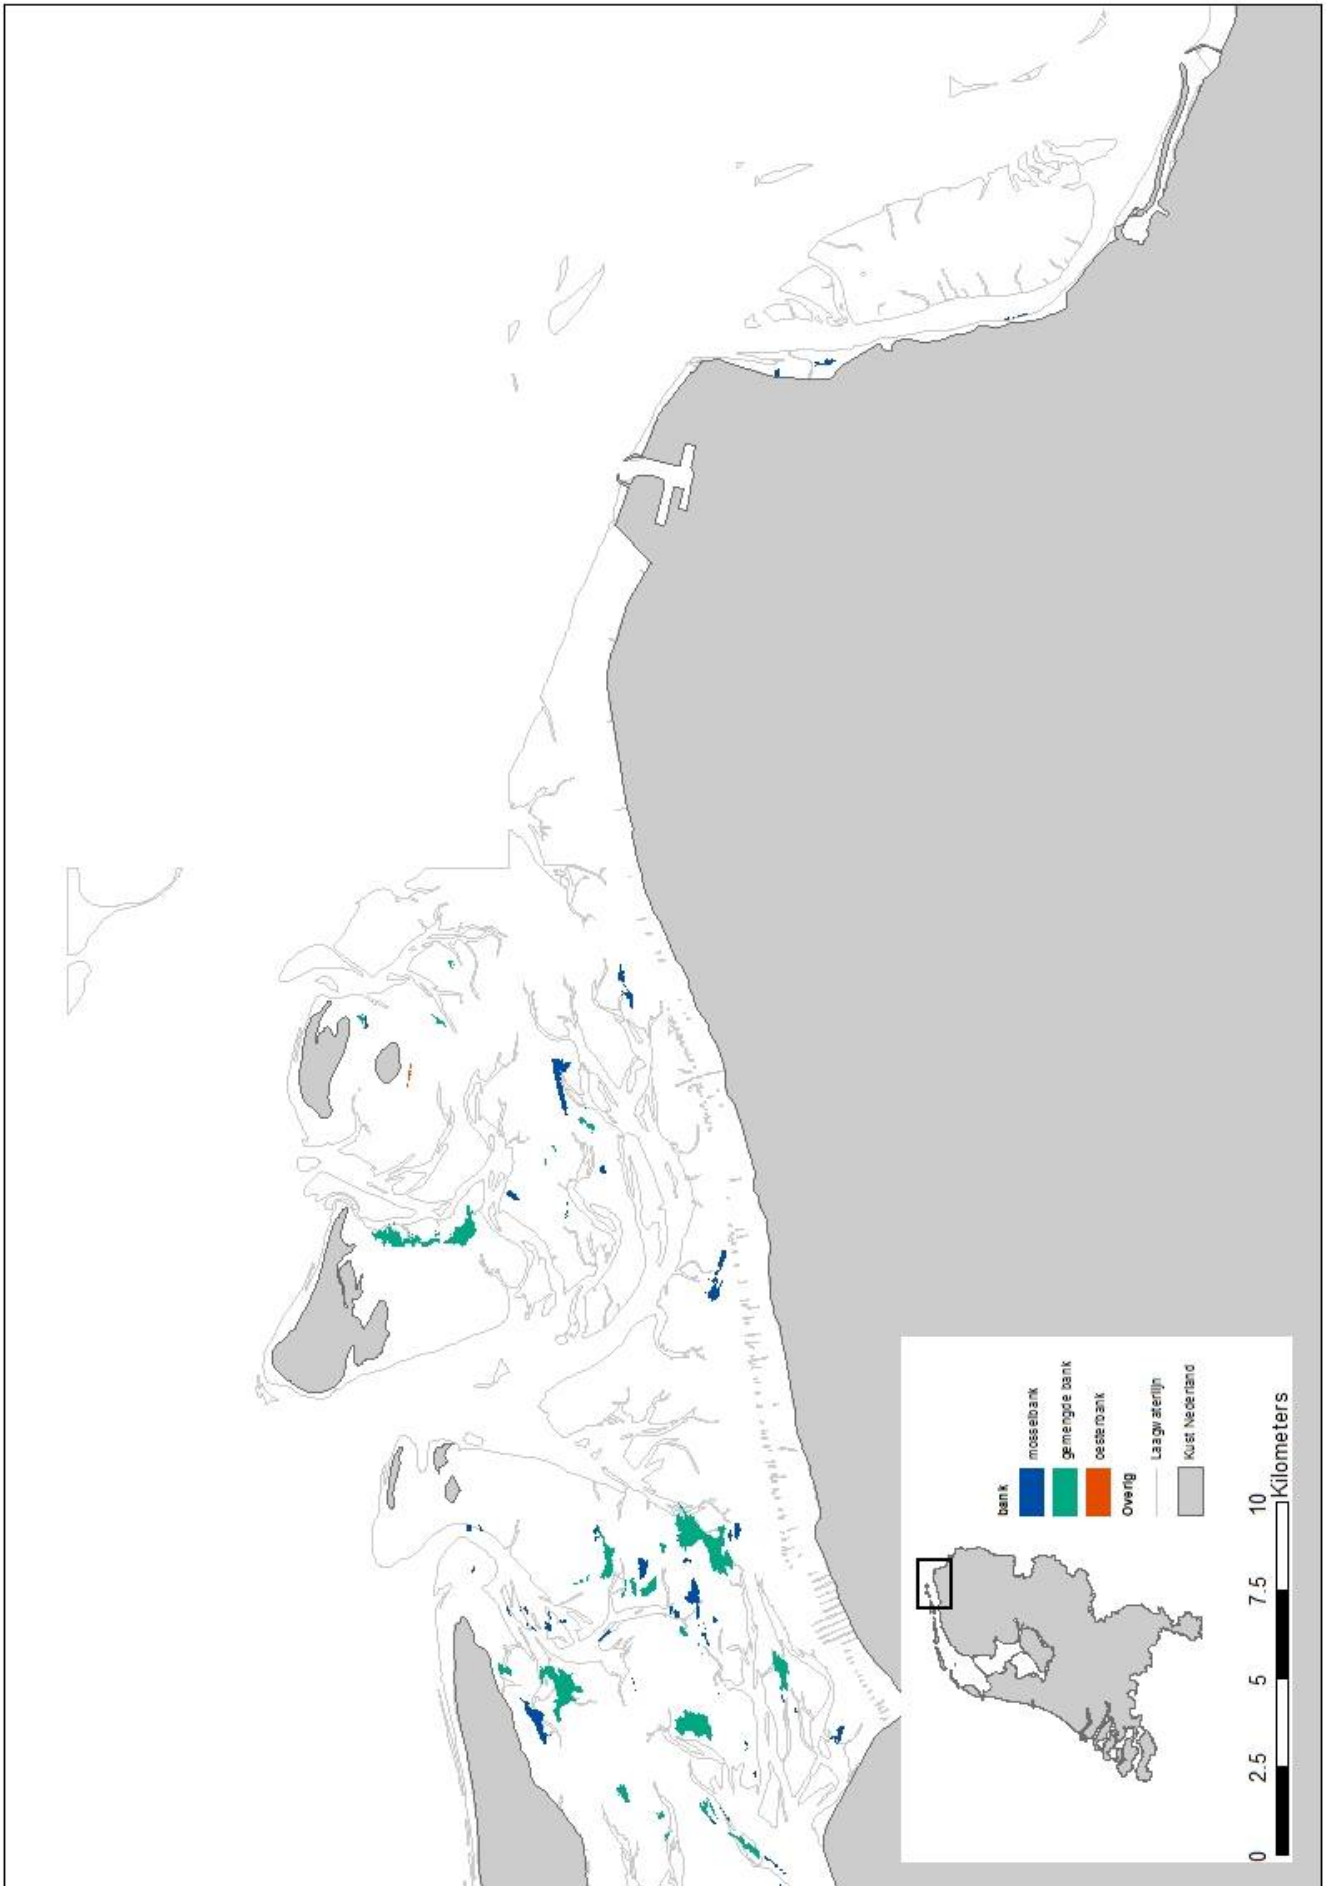 bank
mosselbank
gemengde bank
oesterbank
Overig
Laagwaterlijn
Kust Nederland
0 2.5 5 7.5 10
Kilometers